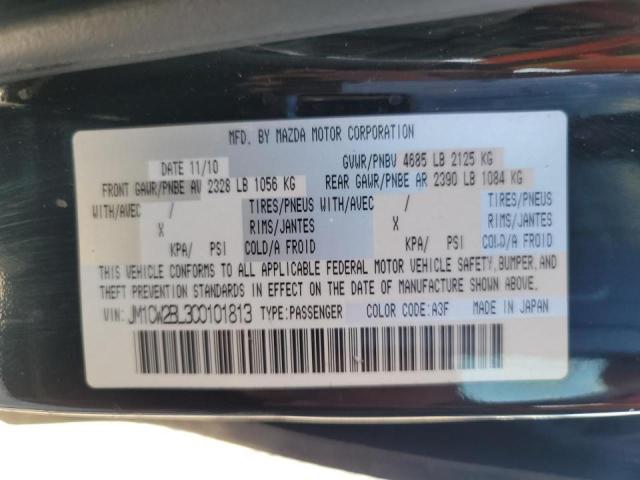 MFD. BY MAZDA MOTOR CORPORATION
DATE 11/10 GVWR/PNBV 4685 LB 2125 KG
FRONT GAWR/PNBE AV 2328 LB 1056 KG REAR GAWR/PNBE AR 2390 LB 1084 KG
WITH/AVEC / TIRES/PNEUS WITH/AVEC / TIRES/PNEUS
X RIMS/JANTES X RIMS/JANTES
KPA/ PSI COLD/A FROID KPA/ PSI COLD/A FROID
THIS VEHICLE CONFORMS TO ALL APPLICABLE FEDERAL MOTOR VEHICLE SAFETY, BUMPER, AND
THEFT PREVENTION STANDARDS IN EFFECT ON THE DATE OF MANUFACTURE SHOWN ABOVE.
VIN: JM1CW2BL3C0101813 TYPE:PASSENGER COLOR CODE:A3F MADE IN JAPAN